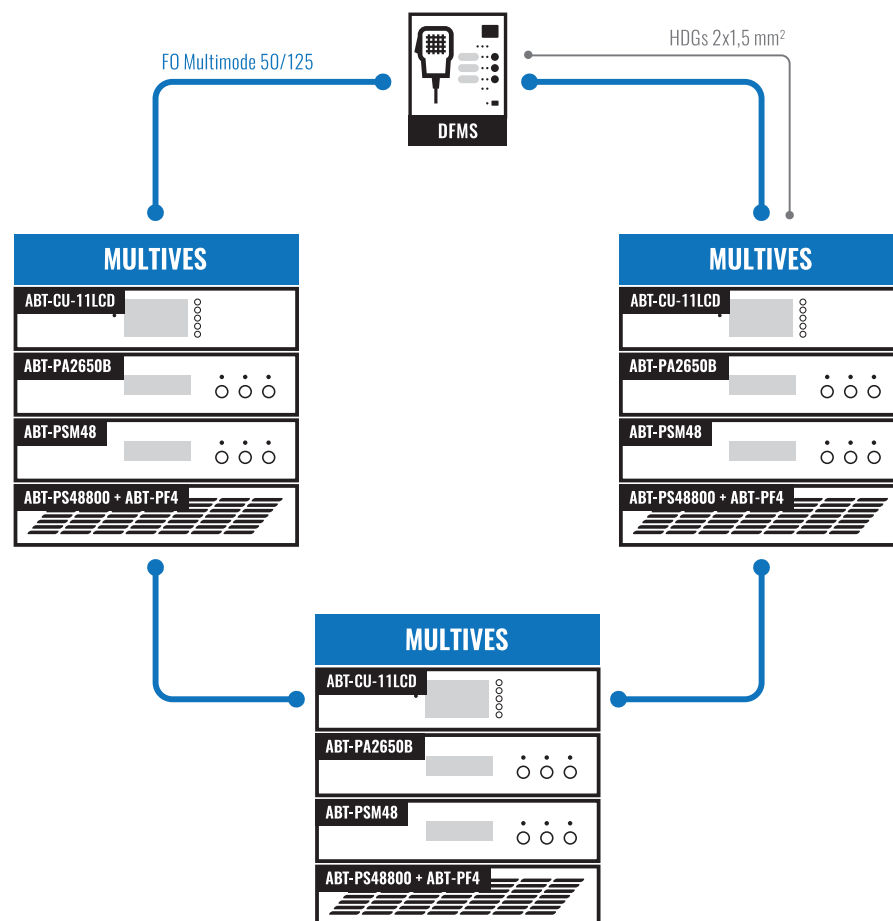 HDGs 2x1,5 mm²
FO Multimode 50/125
DFMS
MULTIVES
ABT-CU-11LCD
ABT-PA2650B
ABT-PSM48
ABT-PS48800 + ABT-PF4
MULTIVES
ABT-CU-11LCD
ABT-PA2650B
ABT-PSM48
ABT-PS48800 + ABT-PF4
MULTIVES
ABT-CU-11LCD
ABT-PA2650B
ABT-PSM48
ABT-PS48800 + ABT-PF4